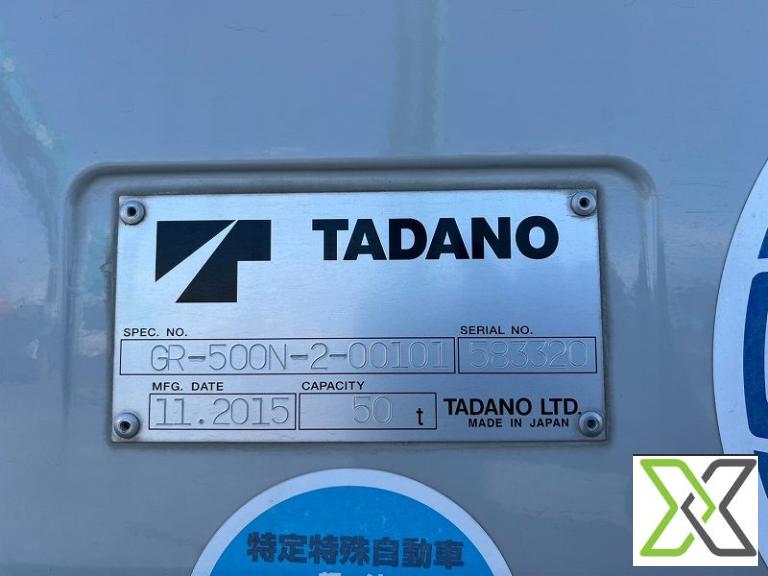 TADANO
SPEC. NO.
SERIAL NO.
GR-500N-2-00101
583320
MFG. DATE
CAPACITY
11.2015
50 t
TADANO LTD.
MADE IN JAPAN
特定特殊自動車